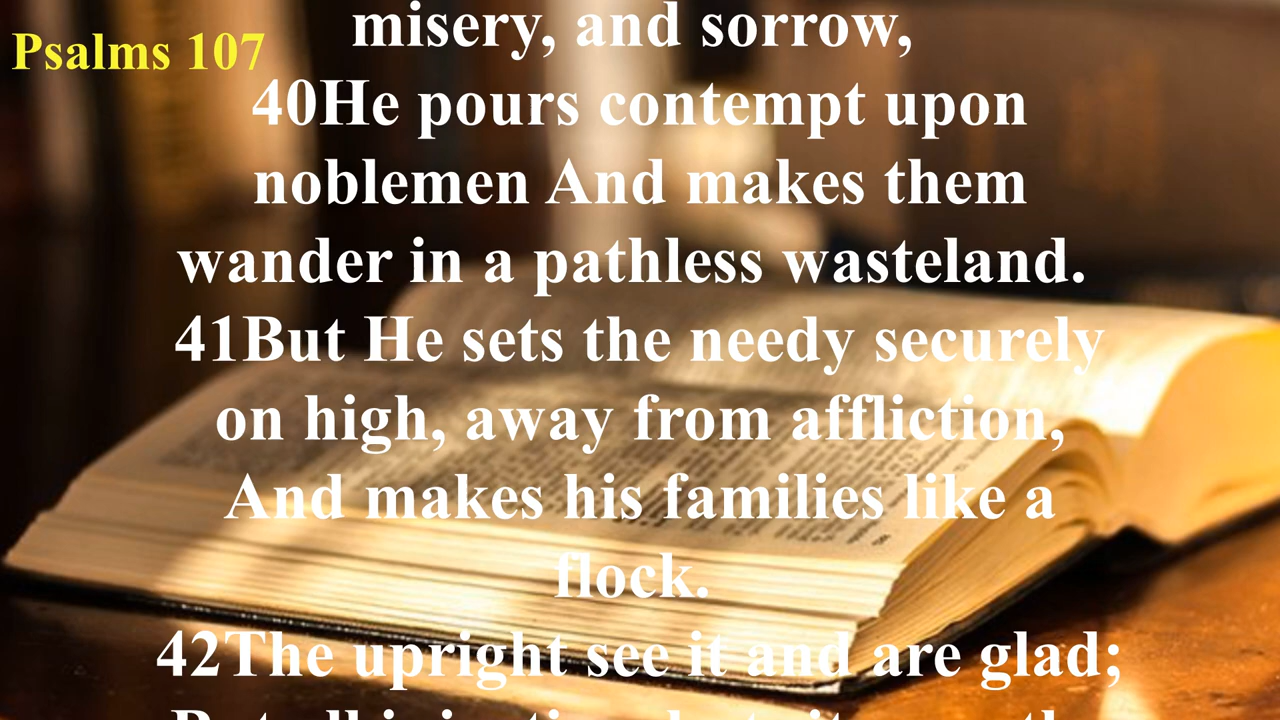 Psalms 107
misery, and sorrow,
40He pours contempt upon
noblemen And makes them
wander in a pathless wasteland.
41But He sets the needy securely
on high, away from affliction,
And makes his families like a
flock.
42The upright see it and are glad;
But all